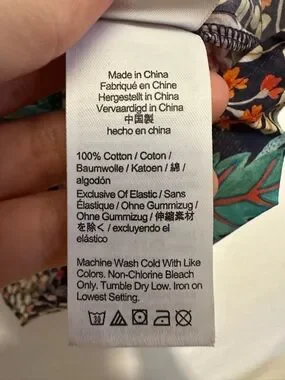 Made in China
Fabriqué en Chine
Hergestellt in China
Vervaardigd in China
中国製
hecho en china
100% Cotton / Coton /
Baumwolle / Katoen / 綿 /
algodón
Exclusive Of Elastic / Sans
Élastique / Ohne Gummizug /
Ohne Gummizug / 伸縮素材
を除く / excluyendo el
elástico
Machine Wash Cold With Like
Colors. Non-Chlorine Bleach
Only. Tumble Dry Low. Iron on
Lowest Setting.
30